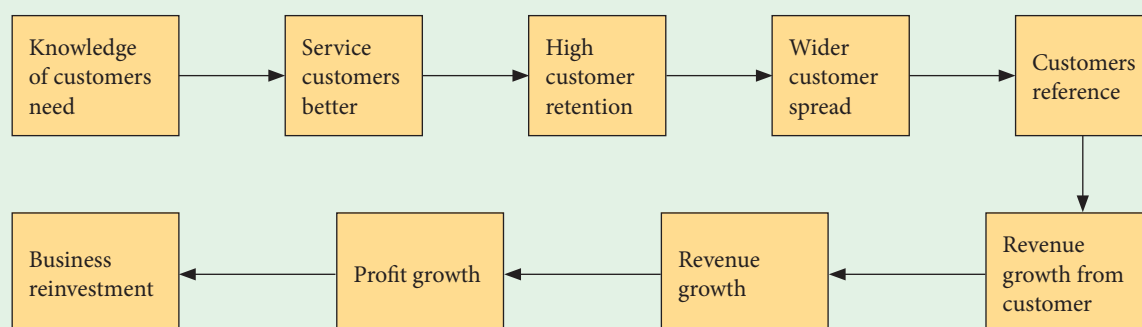 Knowledge
of customers
need
Service
customers
better
High
customer
retention
Wider
customer
spread
Customers
reference
Revenue
growth from
customer
Revenue
growth
Profit growth
Business
reinvestment